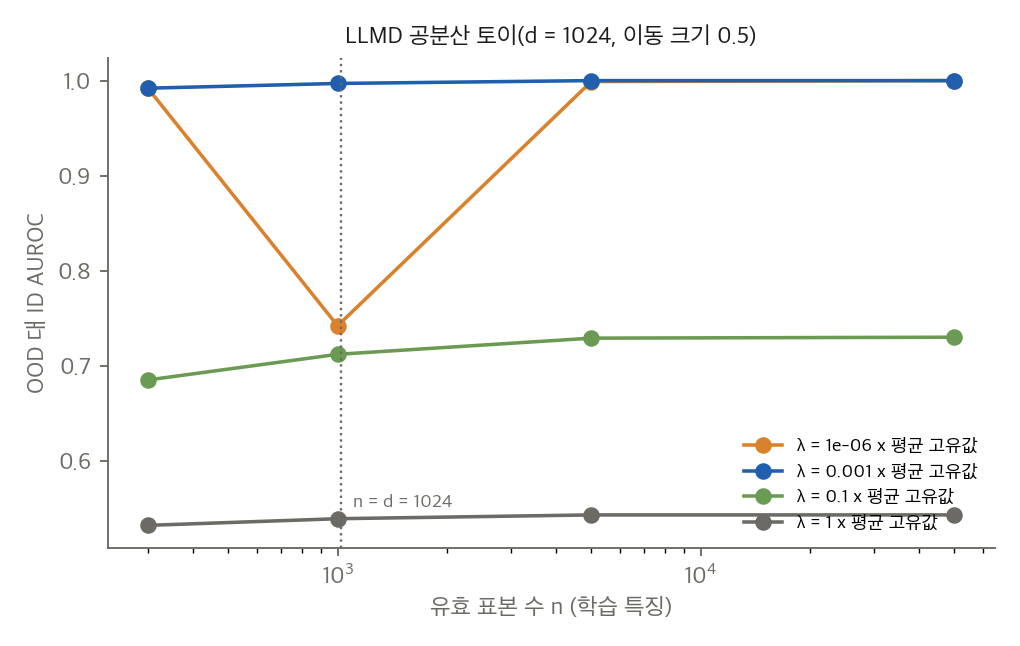 LLMD 공분산 토이(d = 1024, 이동 크기 0.5)
OOD 대 ID AUROC
1.0
0.9
0.8
0.7
0.6
n = d = 1024
λ = 1e-06 x 평균 고유값
λ = 0.001 x 평균 고유값
λ = 0.1 x 평균 고유값
λ = 1 x 평균 고유값
10³
10⁴
유효 표본 수 n (학습 특징)